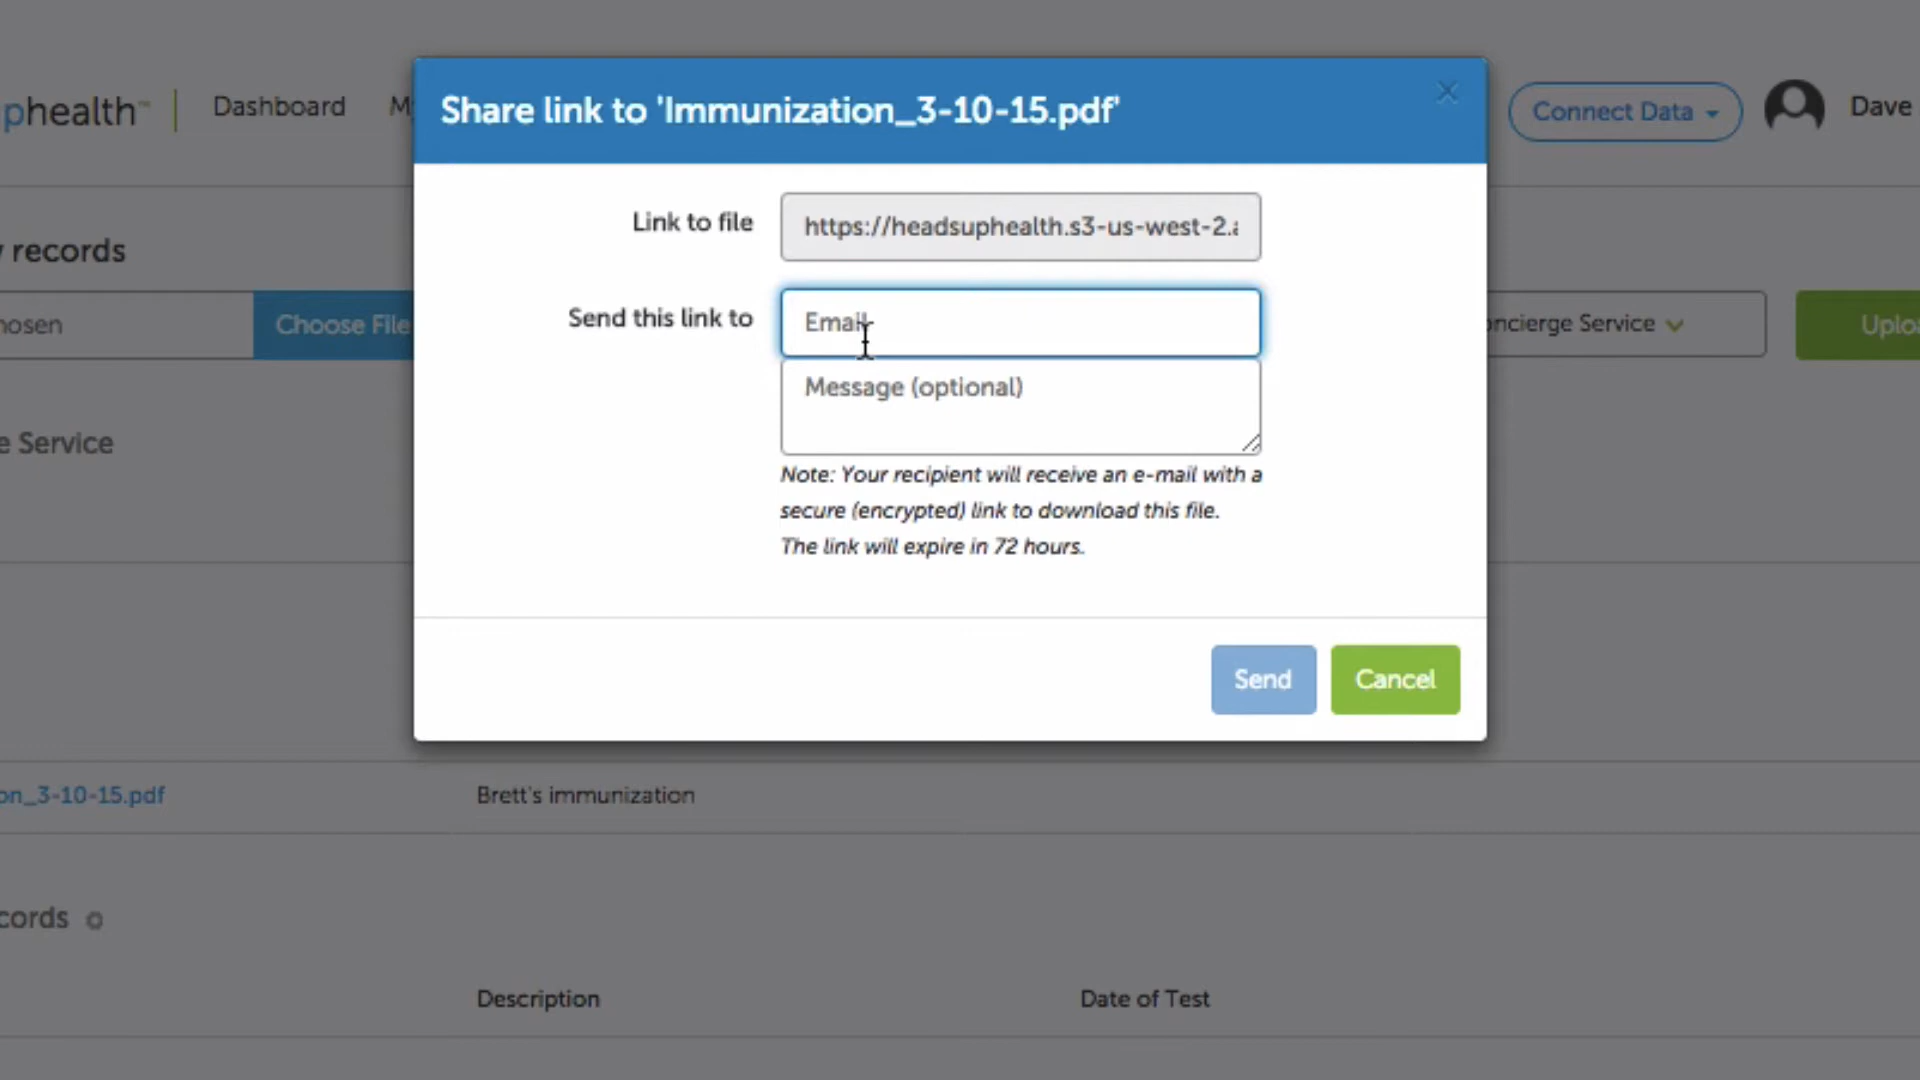 phealth™
Dashboard
Share link to 'Immunization_3-10-15.pdf'
Connect Data
Dave
Link to file
https://headsuphealth.s3-us-west-2.a
records
hosen
Choose File
Send this link to
Email
oncierge Service
Uplo
Message (optional)
e Service
Note: Your recipient will receive an e-mail with a
secure (encrypted) link to download this file.
The link will expire in 72 hours.
Send
Cancel
on_3-10-15.pdf
Brett's immunization
cords
Description
Date of Test